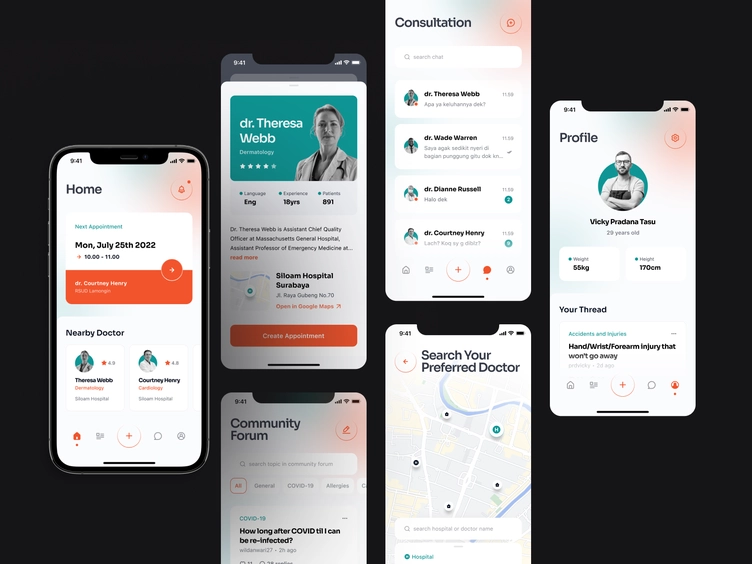 9:41
Home
Next Appointment
Mon, July 25th 2022
10.00 - 11.00
dr. Courtney Henry
RSUD Lamongan
Nearby Doctor
4.8
Theresa Webb
Dermatology
Siloam Hospital
4.8
Courtney Henry
Cardiology
Siloam Hospital
9:41
dr. Theresa
Webb
Dermatology
Language
Eng
Experience
18yrs
Patients
891
Dr. Theresa Webb is Assistant Chief Quality
Officer at Massachusetts General Hospital,
Assistant Professor of Emergency Medicine at...
read more
Siloam Hospital
Surabaya
Jl. Raya Gubeng No.70
Open in Google Maps
Create Appointment
9:41
Community
Forum
search topic in community forum
All
General
COVID-19
Allergies
COVID-19
How long after COVID til I can
be re-infected?
wildanwari27 - 2h ago
Consultation
search chat
dr. Theresa Webb
11:59
Apa ya keluhannya dek?
dr. Wade Warren
11:59
Saya agak sedikit nyeri di
bagian punggung gitu dok kn...
dr. Dianne Russell
11:59
Halo dek
2
dr. Courtney Henry
11:59
9:41
Search Your
Preferred Doctor
H
search hospital or doctor name
Hospital
9:41
Profile
Vicky Pradana Tasu
29 years old
Weight
55kg
Height
170cm
Your Thread
Accidents and Injuries
Hand/Wrist/Forearm injury that
won't go away
prdnicky - 2d ago